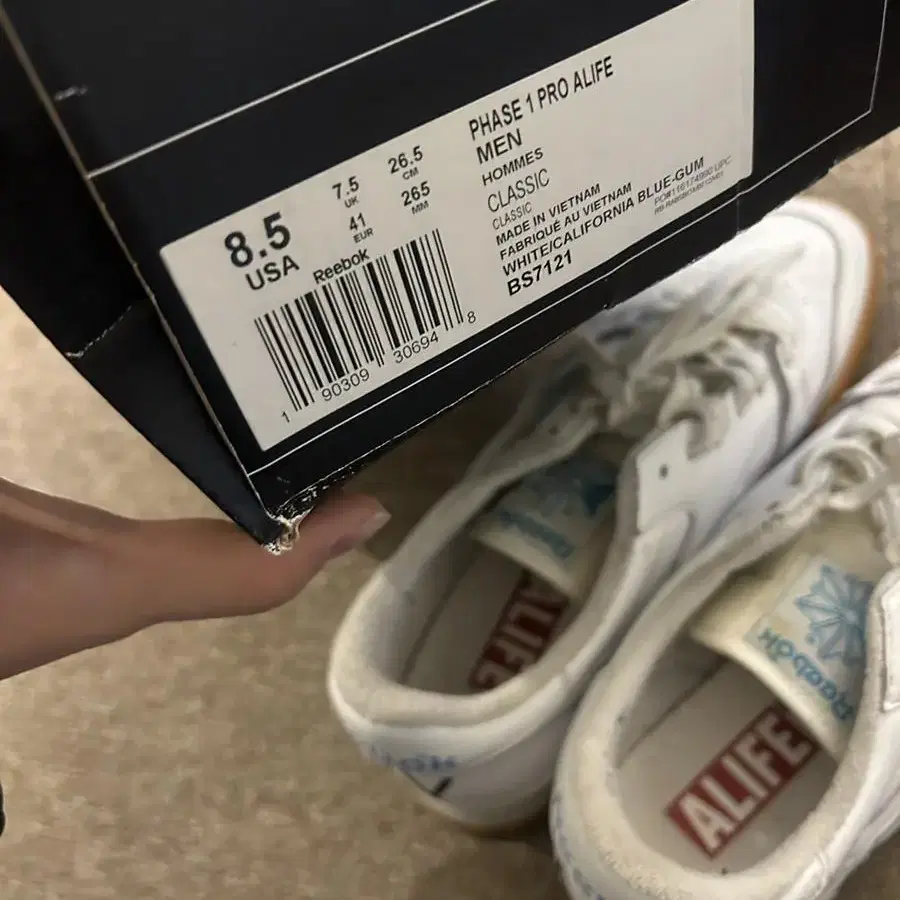 PHASE 1 PRO ALIFE
MEN
HOMMES
CLASSIC
CLASSIC
MADE IN VIETNAM
FABRIQUÉ AU VIETNAM
WHITE/CALIFORNIA BLUE-GUM
BS7121
8.5
USA
7.5
UK
26.5
CM
41
EUR
265
MM
Reebok
1 90309 30694 8
ALIFE
Reebok
ALIFE